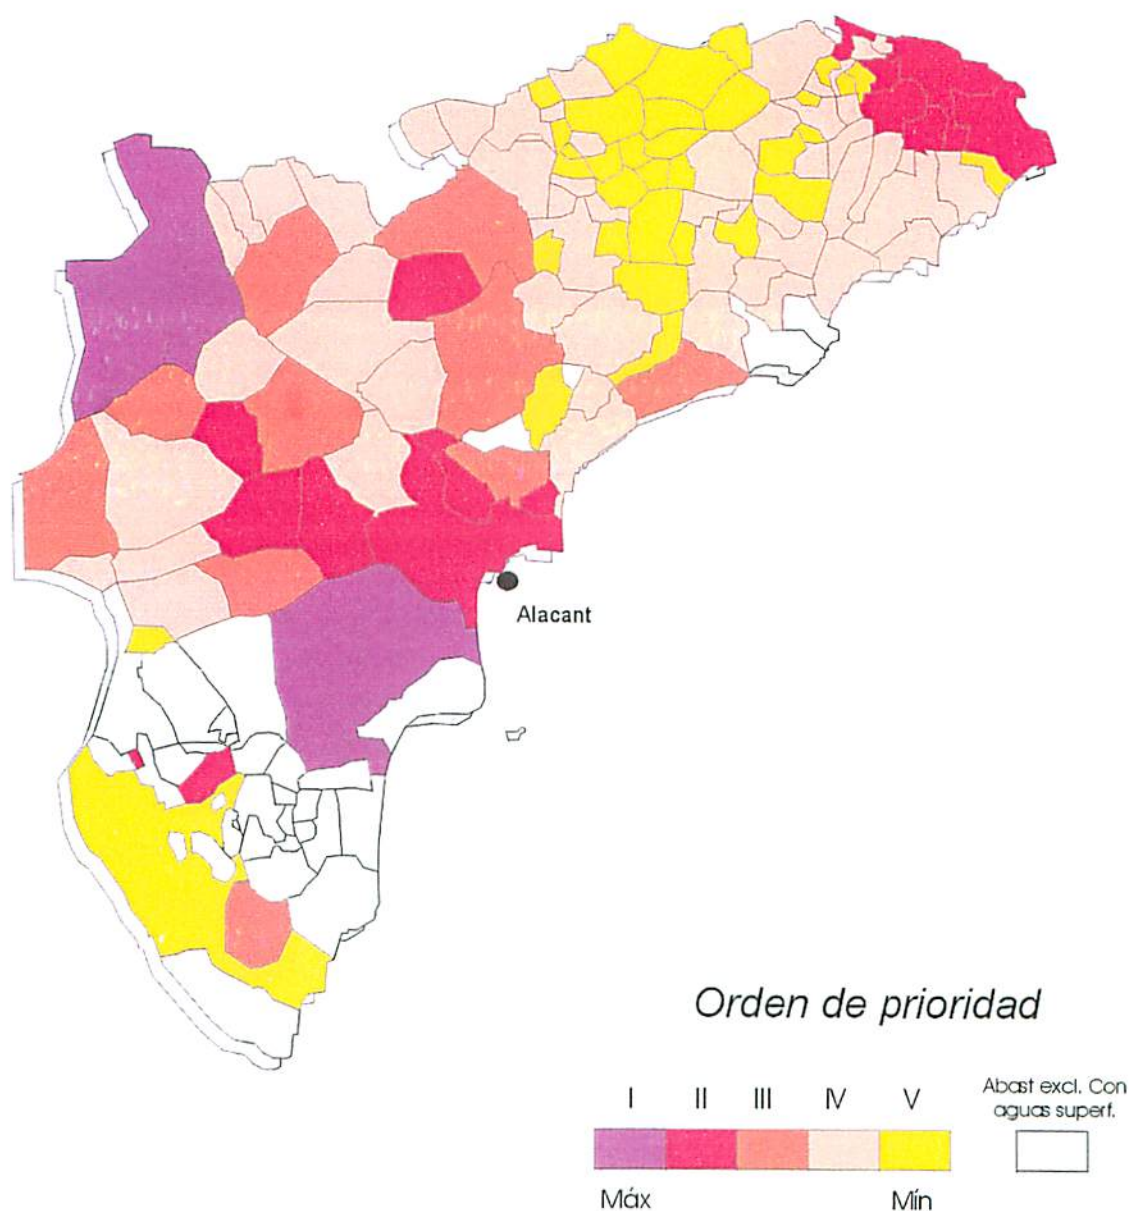 Alacant
Orden de prioridad
I II III IV V
Abast excl. Con
aguas superf.
Máx Mín